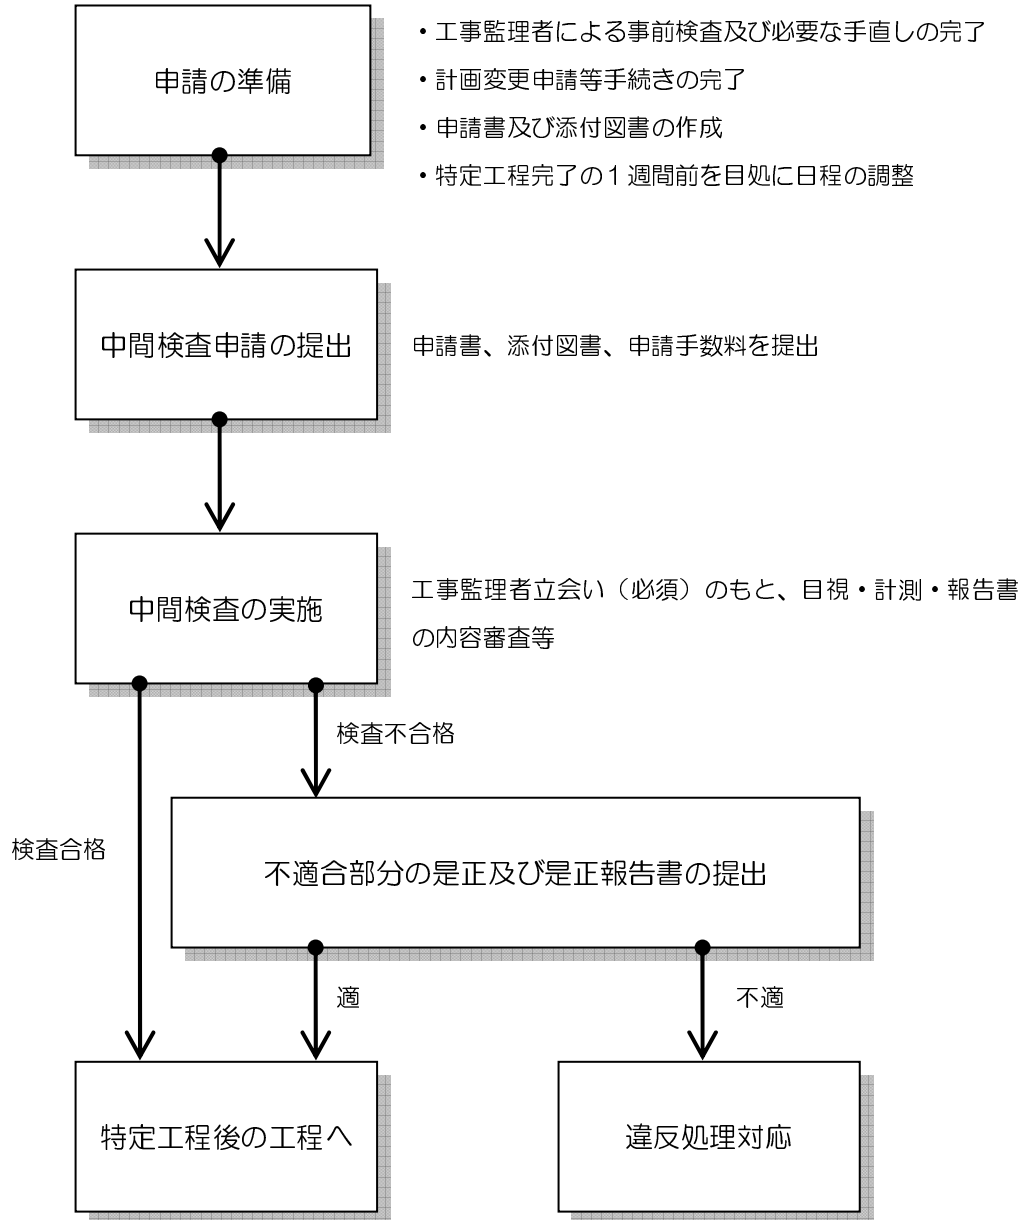 申請の準備
・工事監理者による事前検査及び必要な手直しの完了
・計画変更申請等手続きの完了
・申請書及び添付図書の作成
・特定工程完了の１週間前を目処に日程の調整
中間検査申請の提出
申請書、添付図書、申請手数料を提出
中間検査の実施
工事監理者立会い（必須）のもと、目視・計測・報告書
の内容審査等
検査不合格
検査合格
不適合部分の是正及び是正報告書の提出
適
不適
特定工程後の工程へ
違反処理対応